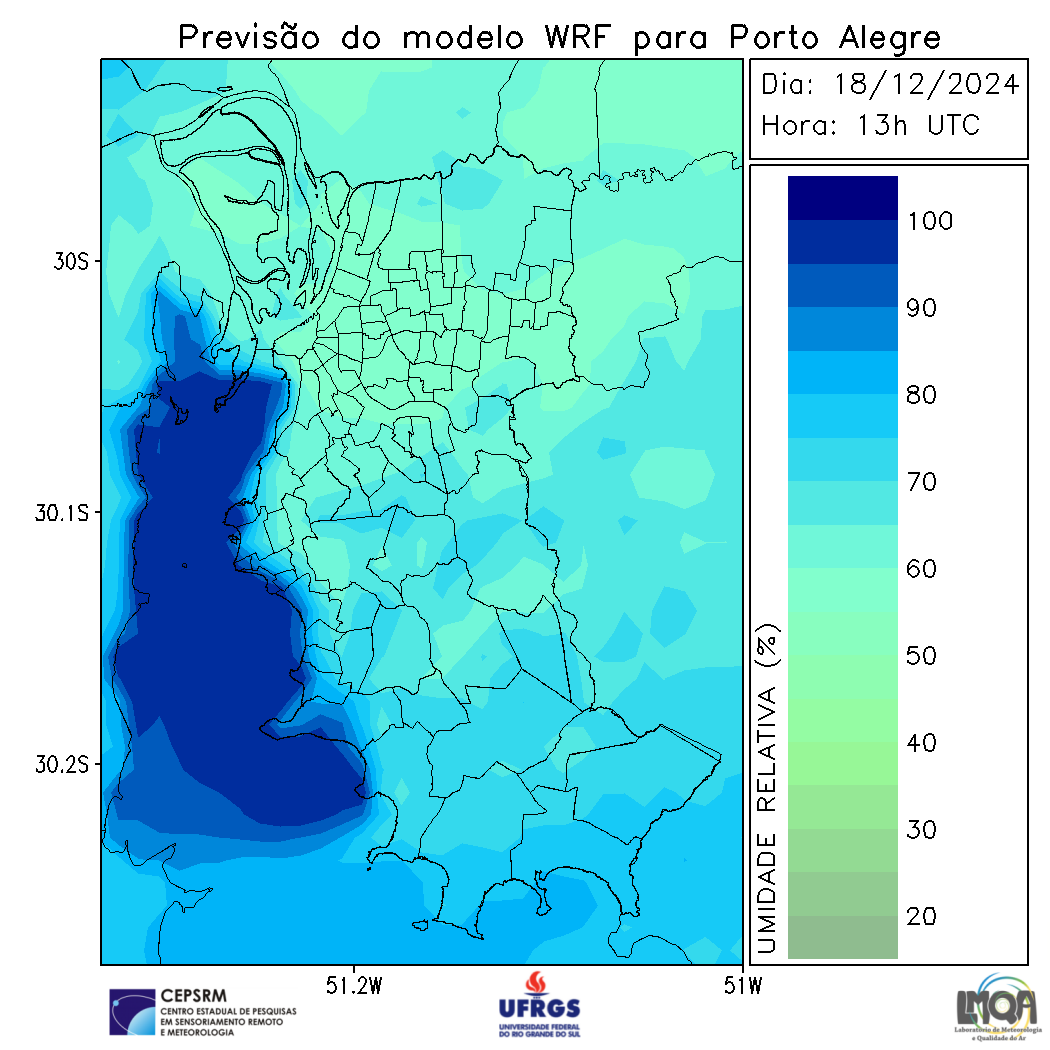 Previsão do modelo WRF para Porto Alegre
Dia: 18/12/2024
Hora: 13h UTC
100
90
80
70
60
50
40
30
20
UMIDADE RELATIVA (%)
30S
30.1S
30.2S
51.2W
51W
CEPSRM
CENTRO ESTADUAL DE PESQUISAS
EM SENSORIAMENTO REMOTO
E METEOROLOGIA
UFRGS
UNIVERSIDADE FEDERAL
DO RIO GRANDE DO SUL
LMQA
Laboratório de Meteorologia
e Qualidade do Ar